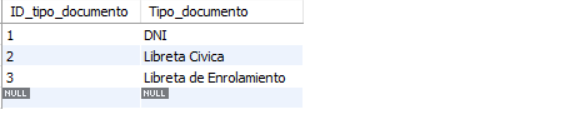 ID_tipo_documento Tipo_documento
1 DNI
2 Libreta Civica
3 Libreta de Enrolamiento
NULL NULL